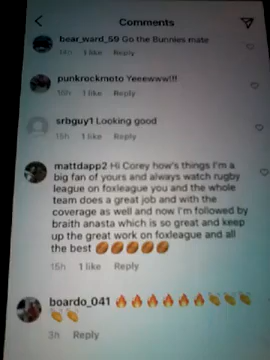 Comments
bear_ward_59 Go the Bunnies mate
16h 1 like Reply
punkrockmoto Yeeewww!!!
16h 1 like Reply
srbguy1 Looking good
15h 1 like Reply
mattdapp2 Hi Corey how's things I'm a
big fan of yours and always watch rugby
league on foxleague you and the whole
team does a great job and with the
coverage as well and now I'm followed by
braith anasta which is so great and keep
up the great work on foxleague and all
the best 🏉🏉🏉🏉🏉
15h 1 like Reply
boardo_041 🔥🔥🔥🔥🔥🔥👏👏👏
👏👏
3h Reply